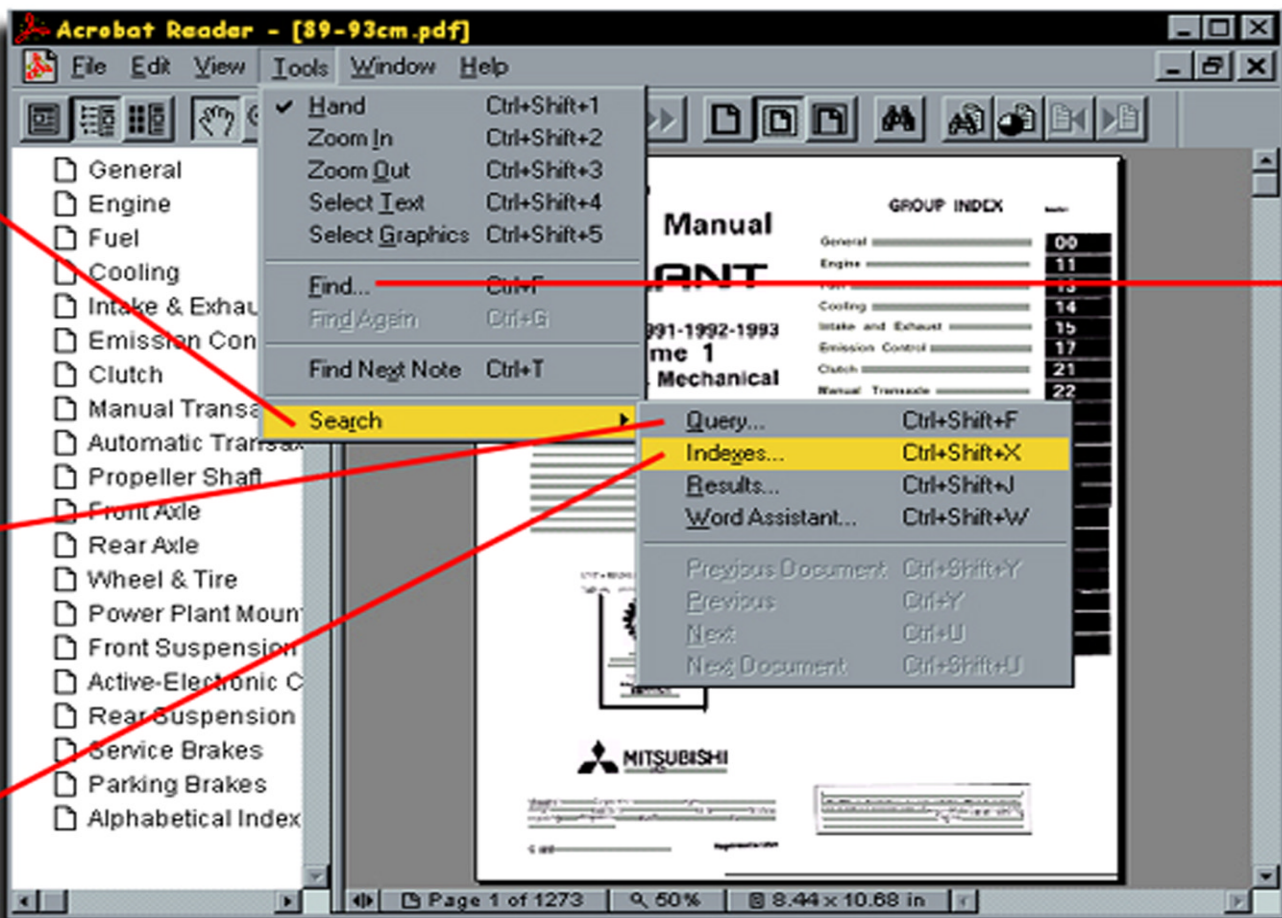 Acrobat Reader - [89-93cm.pdf]
File Edit View Tools Window Help
Hand Ctrl+Shift+1
Zoom In Ctrl+Shift+2
Zoom Out Ctrl+Shift+3
Select Text Ctrl+Shift+4
Select Graphics Ctrl+Shift+5
Find... Ctrl+F
Find Again Ctrl+G
Find Next Note Ctrl+T
Search
Query... Ctrl+Shift+F
Indexes... Ctrl+Shift+X
Results... Ctrl+Shift+J
Word Assistant... Ctrl+Shift+W
Previous Document Ctrl+Shift+Y
Previous Ctrl+Y
Next Ctrl+U
Next Document Ctrl+Shift+U
General
Engine
Fuel
Cooling
Intake & Exhau
Emission Con
Clutch
Manual Transa
Automatic Transax
Propeller Shaft
Front Axle
Rear Axle
Wheel & Tire
Power Plant Moun
Front Suspension
Active-Electronic C
Rear Suspension
Service Brakes
Parking Brakes
Alphabetical Index
Manual
ANT
991-1992-1993
me 1
Mechanical
GROUP INDEX
General 00
Engine 11
Fuel 13
Cooling 14
Intake and Exhaust 15
Emission Control 17
Clutch 21
Manual Transaxle 22
MITSUBISHI
Page 1 of 1273 50% 8.44 x 10.68 in